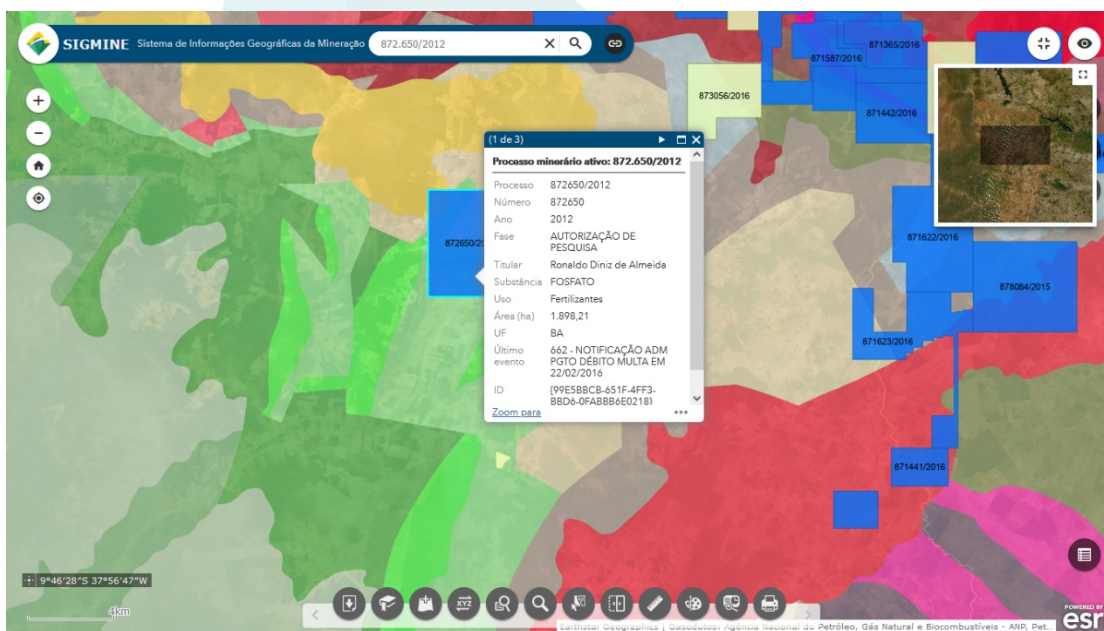 SIGMINE Sistema de Informações Geográficas da Mineração 872.650/2012
871365/2016
871587/2016
873056/2016
871442/2016
(1 de 3)
Processo minerário ativo: 872.650/2012
Processo 872650/2012
Número 872650
Ano 2012
Fase AUTORIZAÇÃO DE
PESQUISA
Titular Ronaldo Diniz de Almeida
Substância FOSFATO
Uso Fertilizantes
Área (ha) 1.898,21
UF BA
Último evento 662 - NOTIFICAÇÃO ADM
PGTO DÉBITO MULTA EM
22/02/2016
ID {99E5BBCB-651F-4FF3-
BBD6-0FABBB6E0218}
Zoom para
872650/20
871622/2016
878084/2015
871623/2016
871441/2016
9°46'28"S 37°56'47"W
4km
XYZ
POWERED BY
esri
Earthstar Geographics | Gasodutos: Agência Nacional do Petróleo, Gás Natural e Biocombustíveis - ANP, Pet...